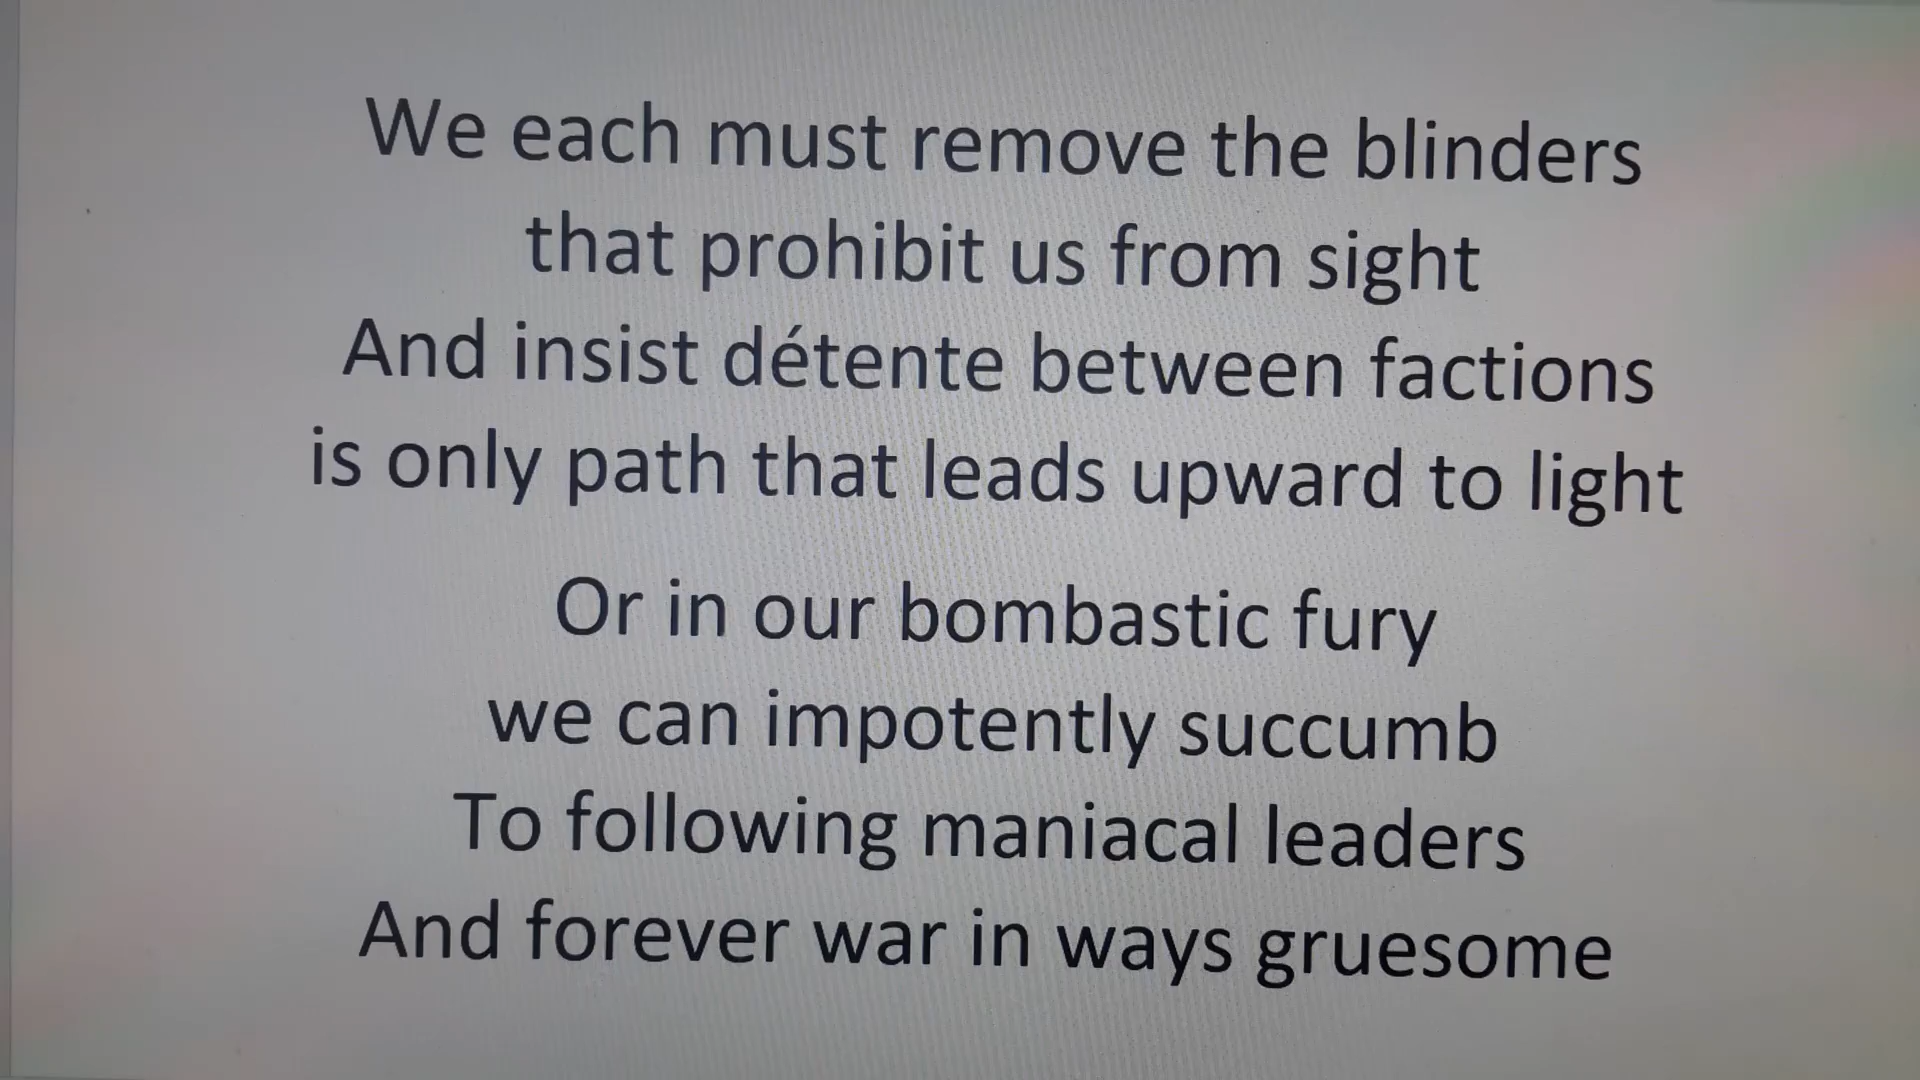 We each must remove the blinders
that prohibit us from sight
And insist détente between factions
is only path that leads upward to light
Or in our bombastic fury
we can impotently succumb
To following maniacal leaders
And forever war in ways gruesome